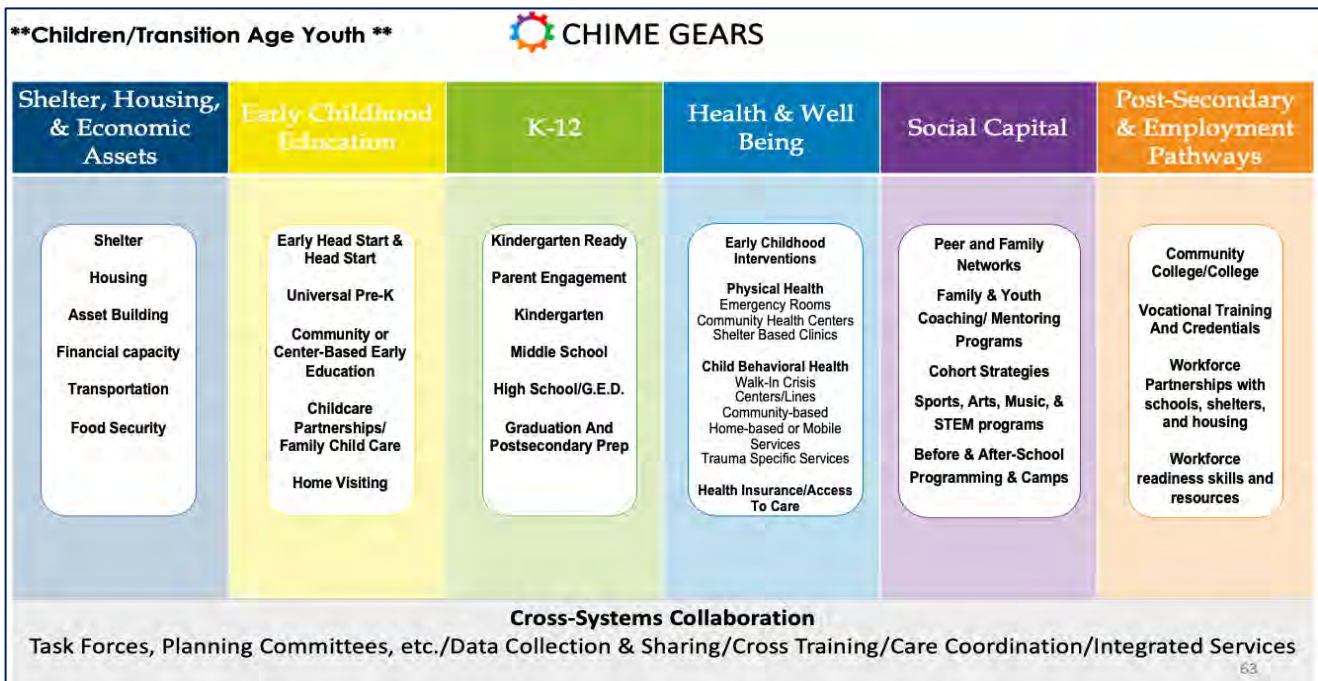 **Children/Transition Age Youth **
CHIME GEARS
Shelter, Housing,
& Economic
Assets
Early Childhood
Education
K-12
Health & Well
Being
Social Capital
Post-Secondary
& Employment
Pathways
Shelter
Housing
Asset Building
Financial capacity
Transportation
Food Security
Early Head Start &
Head Start
Universal Pre-K
Community or
Center-Based Early
Education
Childcare
Partnerships/
Family Child Care
Home Visiting
Kindergarten Ready
Parent Engagement
Kindergarten
Middle School
High School/G.E.D.
Graduation And
Postsecondary Prep
Early Childhood
Interventions
Physical Health
Emergency Rooms
Community Health Centers
Shelter Based Clinics
Child Behavioral Health
Walk-In Crisis
Centers/Lines
Community-based
Home-based or Mobile
Services
Trauma Specific Services
Health Insurance/Access
To Care
Peer and Family
Networks
Family & Youth
Coaching/ Mentoring
Programs
Cohort Strategies
Sports, Arts, Music, &
STEM programs
Before & After-School
Programming & Camps
Community
College/College
Vocational Training
And Credentials
Workforce
Partnerships with
schools, shelters,
and housing
Workforce
readiness skills and
resources
Cross-Systems Collaboration
Task Forces, Planning Committees, etc./Data Collection & Sharing/Cross Training/Care Coordination/Integrated Services
63